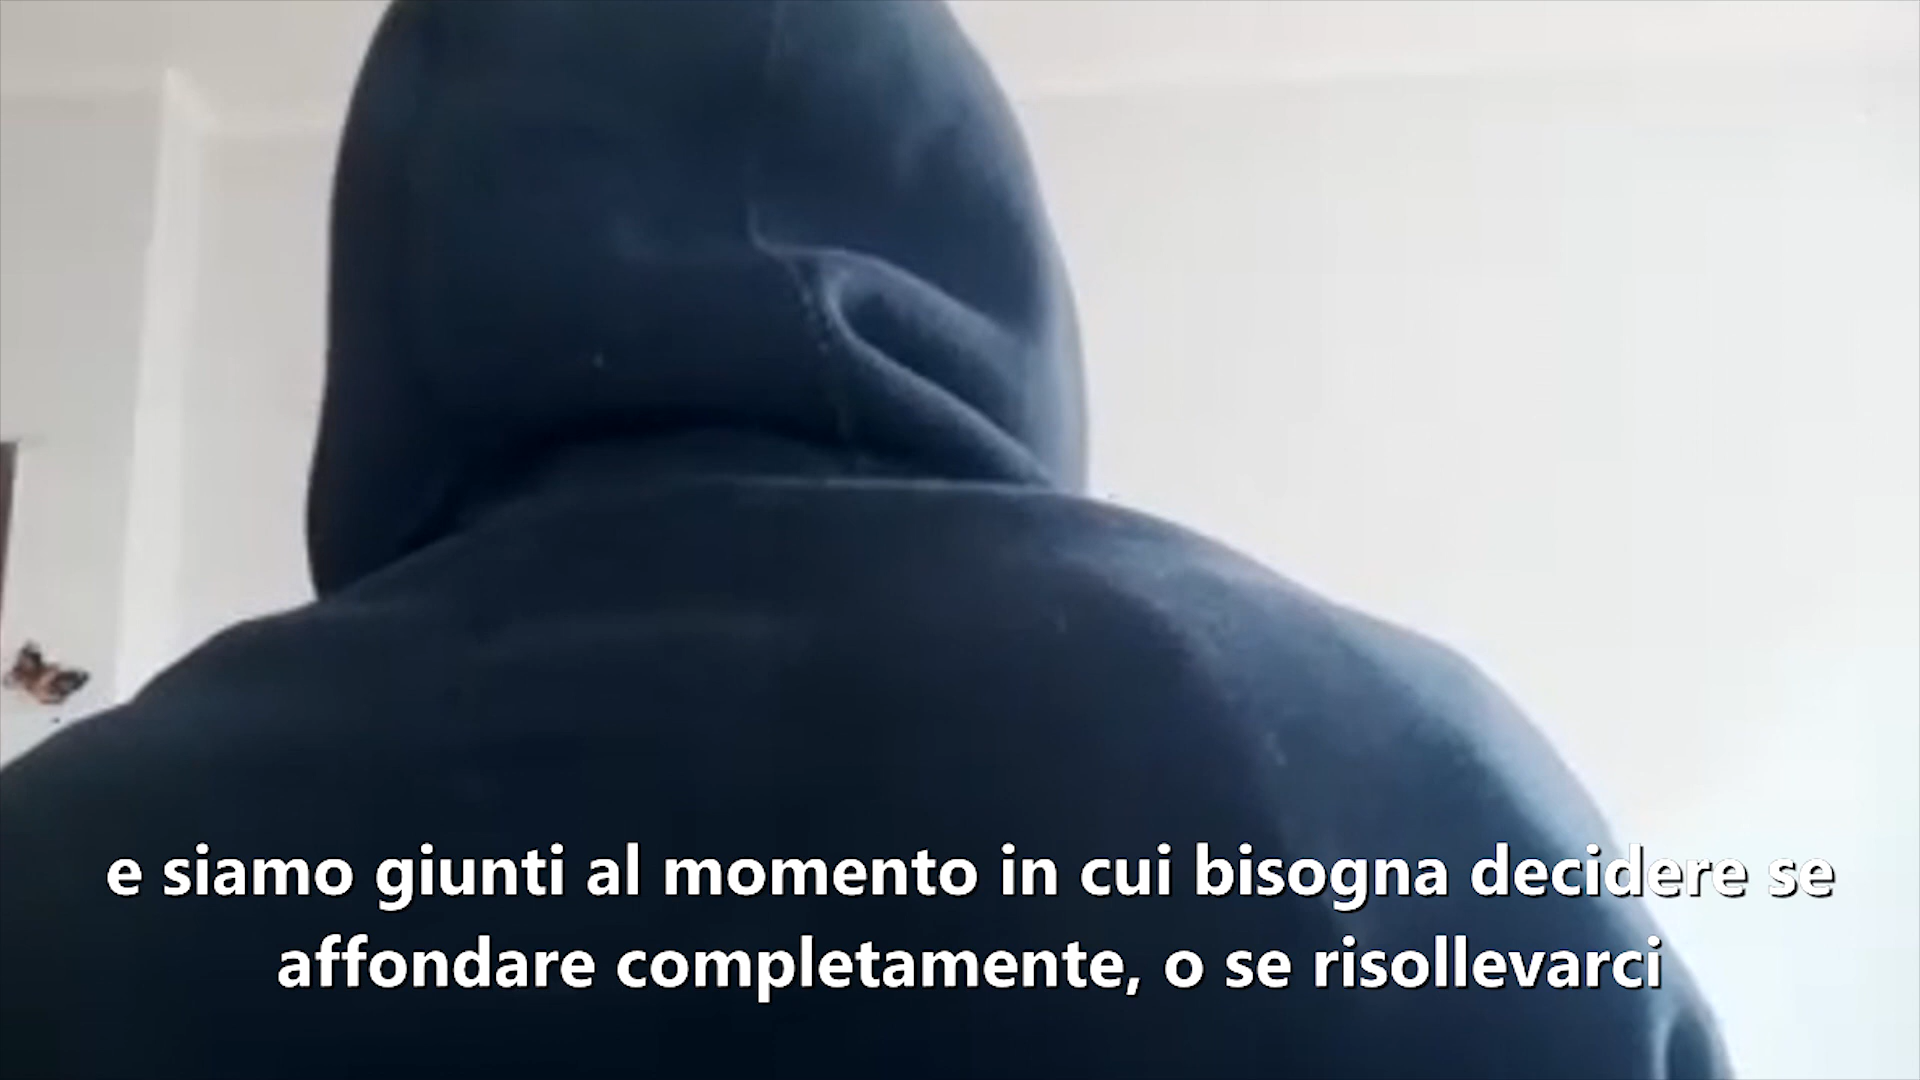 e siamo giunti al momento in cui bisogna decidere se
affondare completamente, o se risollevarci